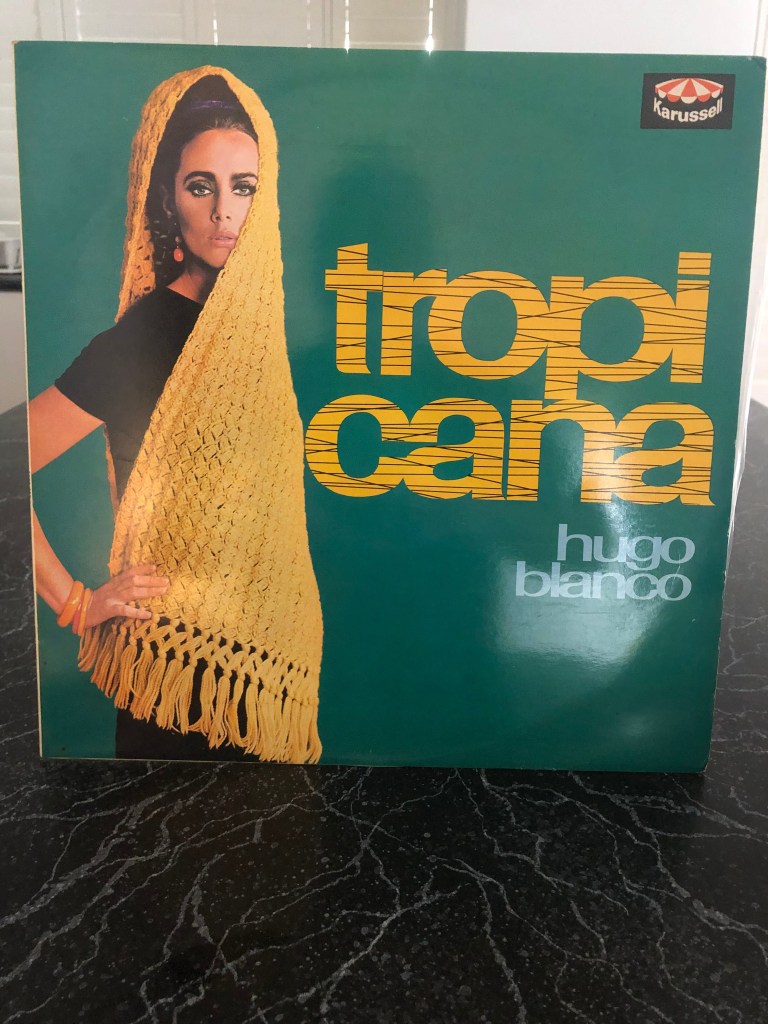 Karussell
tropi
cana
hugo
blanco